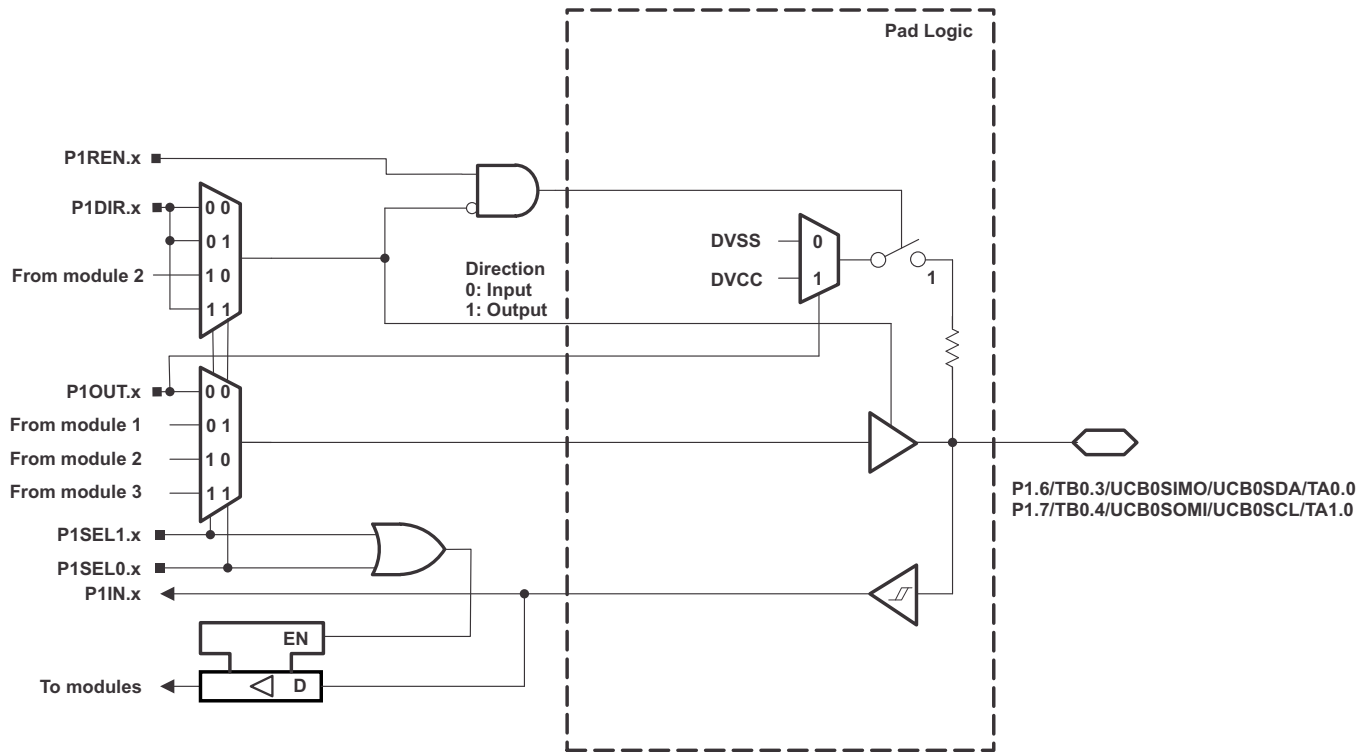 Pad Logic
P1REN.x
P1DIR.x
0 0
0 1
From module 2
1 0
1 1
Direction
0: Input
1: Output
DVSS
0
DVCC
1
1
P1OUT.x
0 0
From module 1
0 1
From module 2
1 0
From module 3
1 1
P1.6/TB0.3/UCB0SIMO/UCB0SDA/TA0.0
P1.7/TB0.4/UCB0SOMI/UCB0SCL/TA1.0
P1SEL1.x
P1SEL0.x
P1IN.x
EN
To modules
D